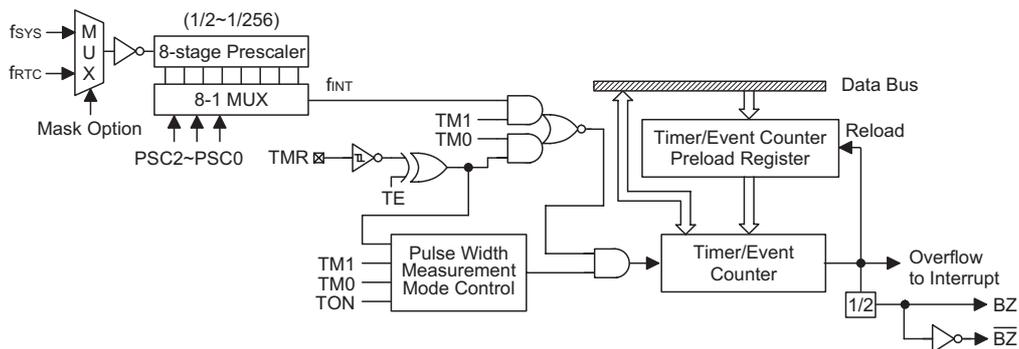 (1/2~1/256)
fSYS
MUX
8-stage Prescaler
fRTC
8-1 MUX
fINT
Mask Option
PSC2~PSC0
TM1
TM0
TMR
TE
Data Bus
Timer/Event Counter
Preload Register
Reload
TM1
TM0
TON
Pulse Width
Measurement
Mode Control
Timer/Event
Counter
Overflow
to Interrupt
1/2
BZ
BZ